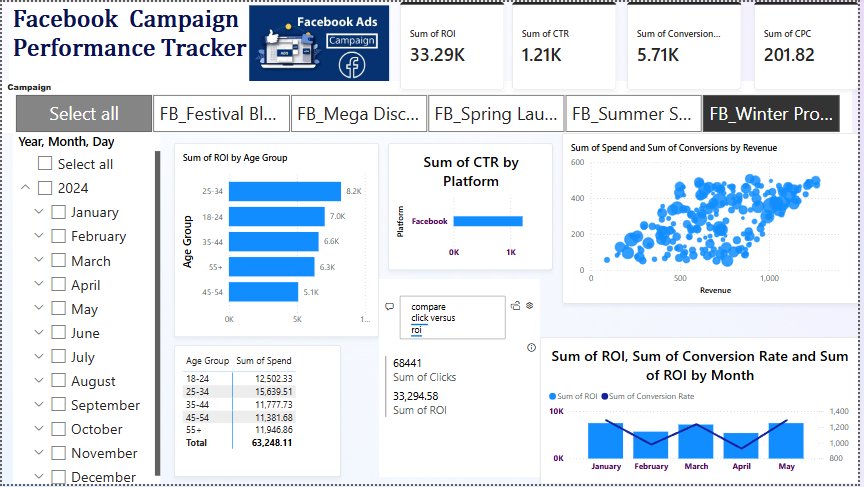 Facebook Campaign
Performance Tracker
Facebook Ads
Campaign
Sum of ROI
33.29K
Sum of CTR
1.21K
Sum of Conversion...
5.71K
Sum of CPC
201.82
Campaign
Select all
FB_Festival Bl...
FB_Mega Disc...
FB_Spring Lau...
FB_Summer S...
FB_Winter Pro...
Year, Month, Day
Select all
2024
January
February
March
April
May
June
July
August
September
October
November
December
Sum of ROI by Age Group
Age Group
25-34
8.2K
18-24
7.0K
35-44
6.6K
55+
6.3K
45-54
5.1K
0K
5K
1...
Sum of CTR by
Platform
Platform
Facebook
0K
1K
Sum of Spend and Sum of Conversions by Revenue
600
400
200
0
0
500
1,000
Revenue
Age Group Sum of Spend
18-24 12,502.33
25-34 15,639.51
35-44 11,777.73
45-54 11,381.68
55+ 11,946.86
Total 63,248.11
compare
click versus
roi
68441
Sum of Clicks
33,294.58
Sum of ROI
Sum of ROI, Sum of Conversion Rate and Sum
of ROI by Month
Sum of ROI Sum of Conversion Rate
10K
0K
1,400
1,200
1,000
800
January
February
March
April
May